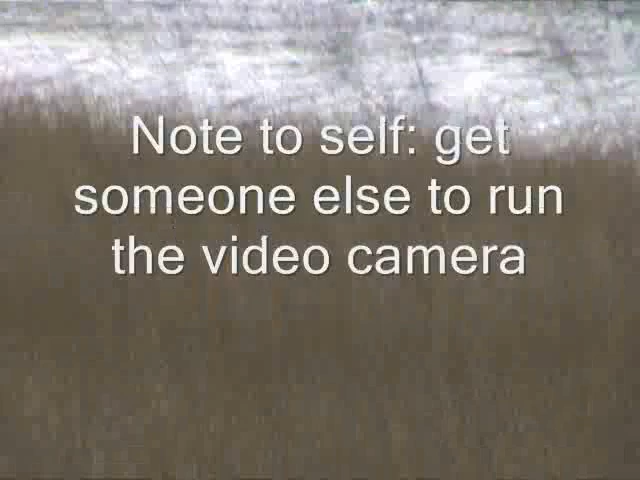 Note to self: get
someone else to run
the video camera